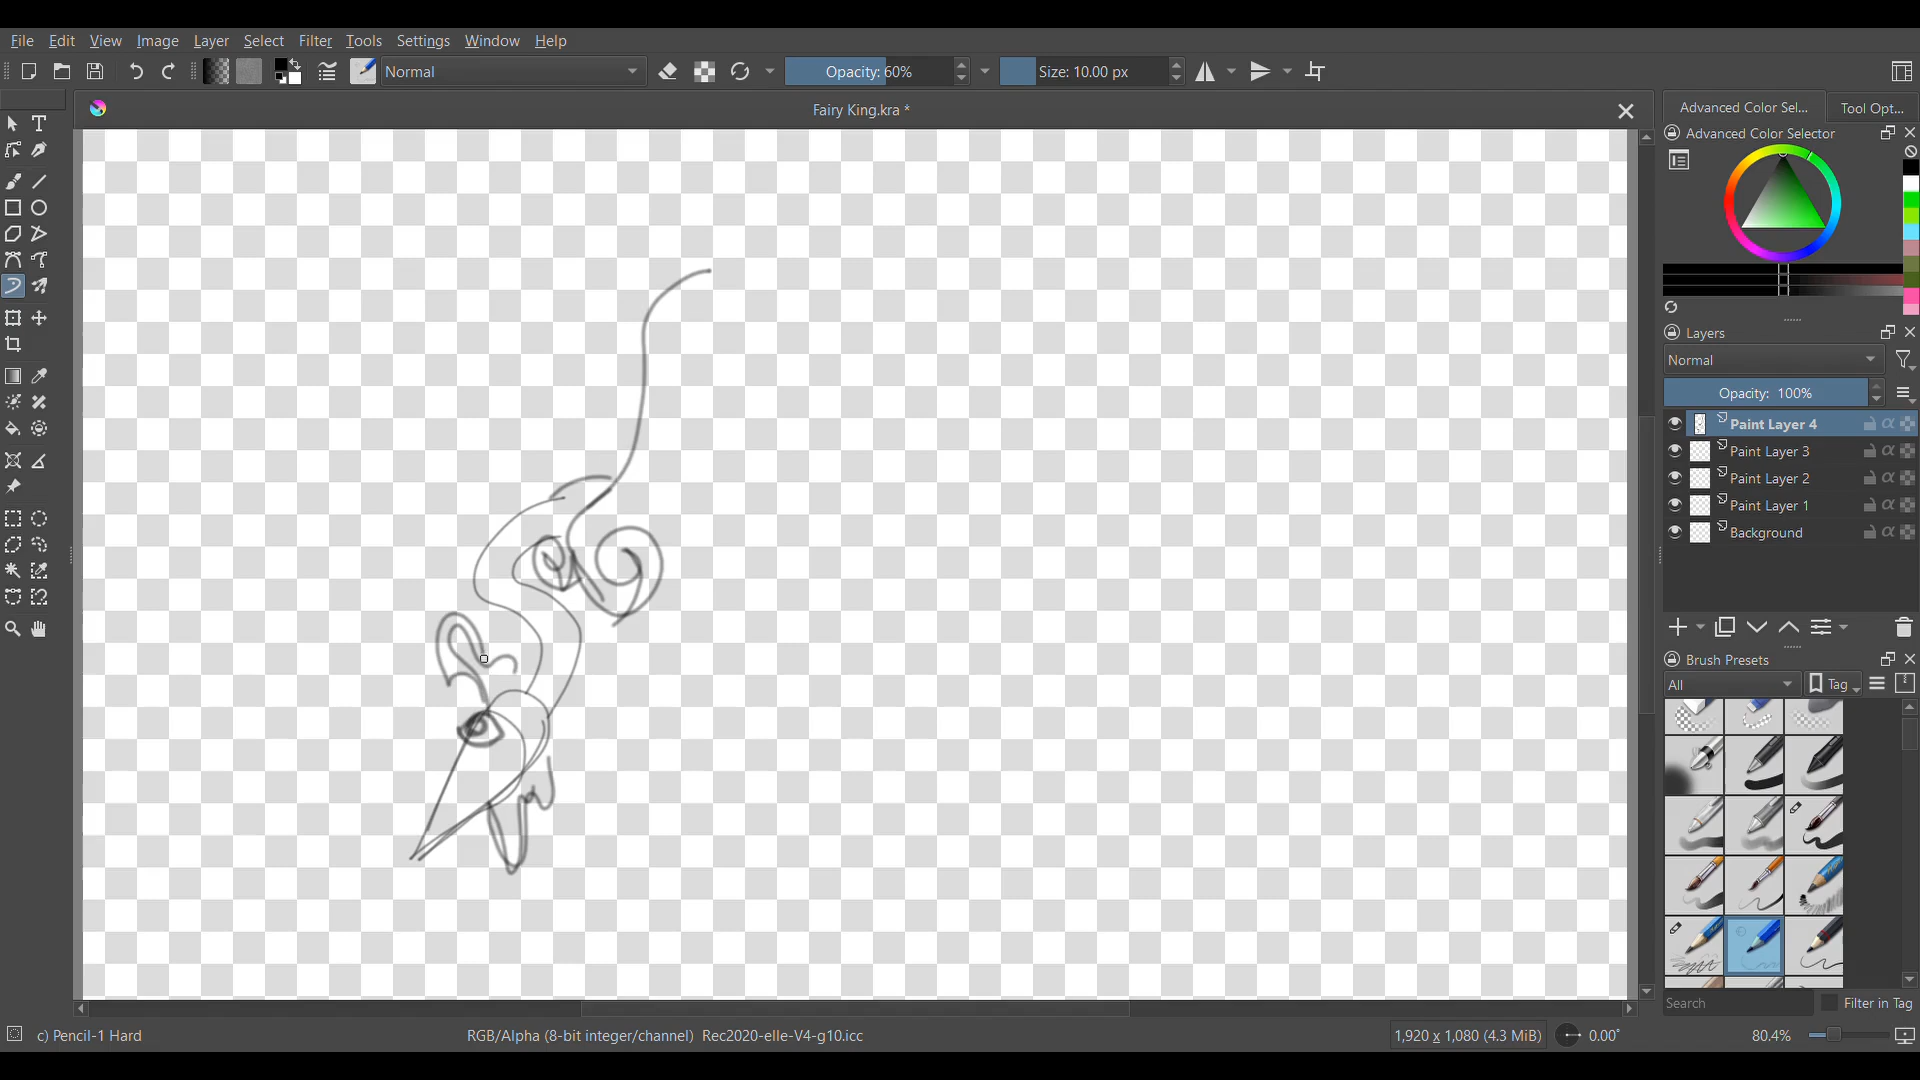 File Edit View Image Layer Select Filter Tools Settings Window Help
Normal Opacity: 60% Size: 10.00 px
Fairy King.kra *
Advanced Color Sel... Tool Opt...
Advanced Color Selector
Layers
Normal
Opacity: 100%
Paint Layer 4
Paint Layer 3
Paint Layer 2
Paint Layer 1
Background
Brush Presets
All Tag
Search Filter in Tag
c) Pencil-1 Hard RGB/Alpha (8-bit integer/channel) Rec2020-elle-V4-g10.icc 1,920 x 1,080 (4.3 MiB) 0.00° 80.4%